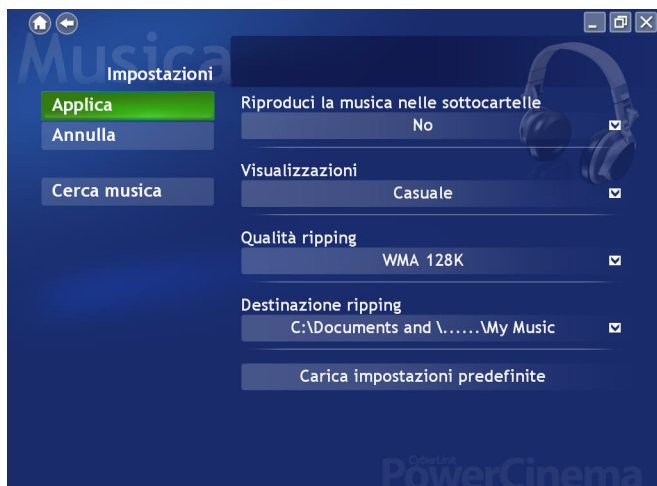 Musica
Impostazioni
Applica
Annulla
Cerca musica
Riproduci la musica nelle sottocartelle
No
Visualizzazioni
Casuale
Qualità ripping
WMA 128K
Destinazione ripping
C:\Documents and \......\My Music
Carica impostazioni predefinite
CyberLink
PowerCinema